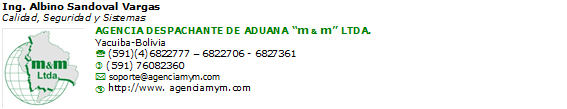 Ing. Albino Sandoval Vargas
Calidad, Seguridad y Sistemas
m&m
Ltda
AGENCIA DESPACHANTE DE ADUANA "m & m" LTDA.
Yacuiba-Bolivia
(591)(4)6822777 – 6822706 - 6827361
(591) 76082360
soporte@agenciamym.com
http://www. agenciamym.com